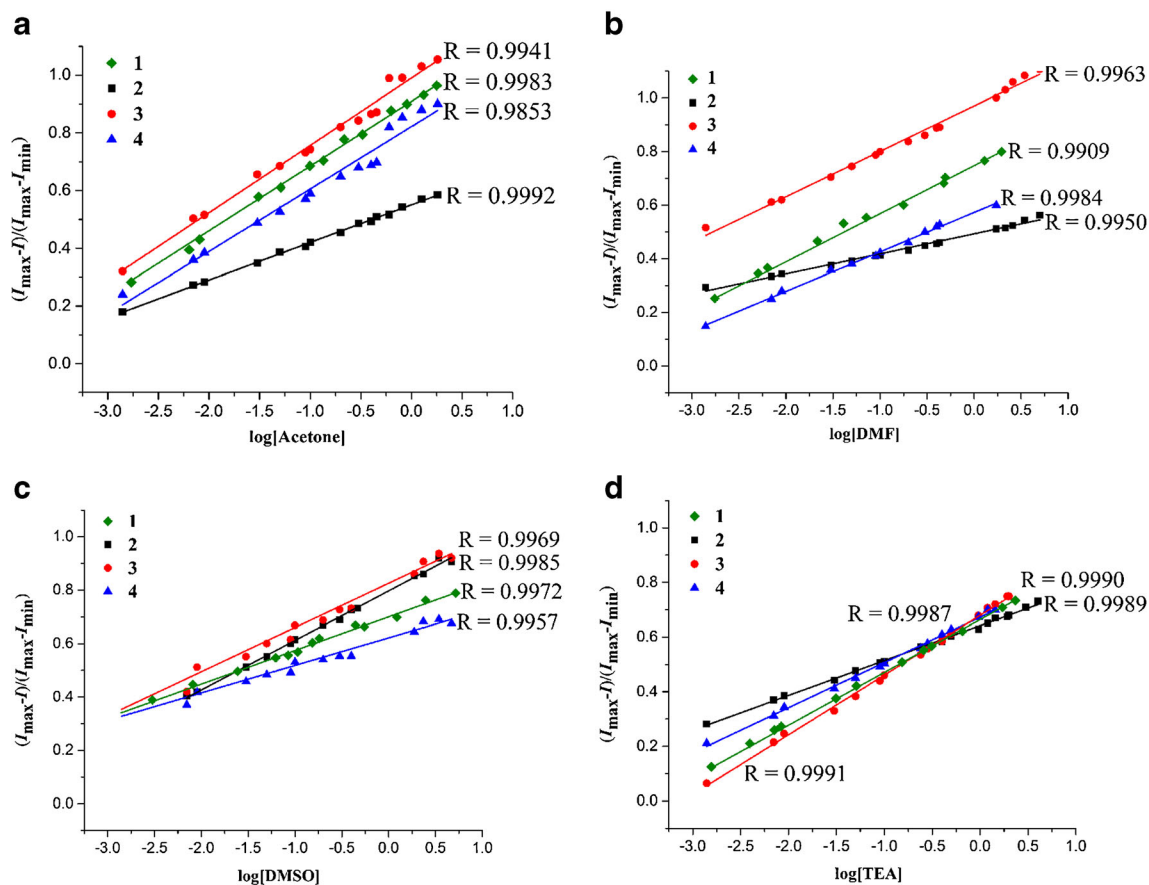 a
1
2
3
4
R = 0.9941
R = 0.9983
R = 0.9853
R = 0.9992
1.0
0.8
0.6
0.4
0.2
0.0
(Imax-I)/(Imax-Imin)
-3.0 -2.5 -2.0 -1.5 -1.0 -0.5 0.0 0.5 1.0
log[Acetone]
b
1
2
3
4
R = 0.9963
R = 0.9909
R = 0.9984
R = 0.9950
1.0
0.8
0.6
0.4
0.2
0.0
(Imax-I)/(Imax-Imin)
-3.0 -2.5 -2.0 -1.5 -1.0 -0.5 0.0 0.5 1.0
log[DMF]
c
1
2
3
4
R = 0.9969
R = 0.9985
R = 0.9972
R = 0.9957
1.0
0.8
0.6
0.4
0.2
0.0
(Imax-I)/(Imax-Imin)
-3.0 -2.5 -2.0 -1.5 -1.0 -0.5 0.0 0.5 1.0
log[DMSO]
d
1
2
3
4
R = 0.9990
R = 0.9987
R = 0.9989
R = 0.9991
1.0
0.8
0.6
0.4
0.2
0.0
(Imax-I)/(Imax-Imin)
-3.0 -2.5 -2.0 -1.5 -1.0 -0.5 0.0 0.5 1.0
log[TEA]